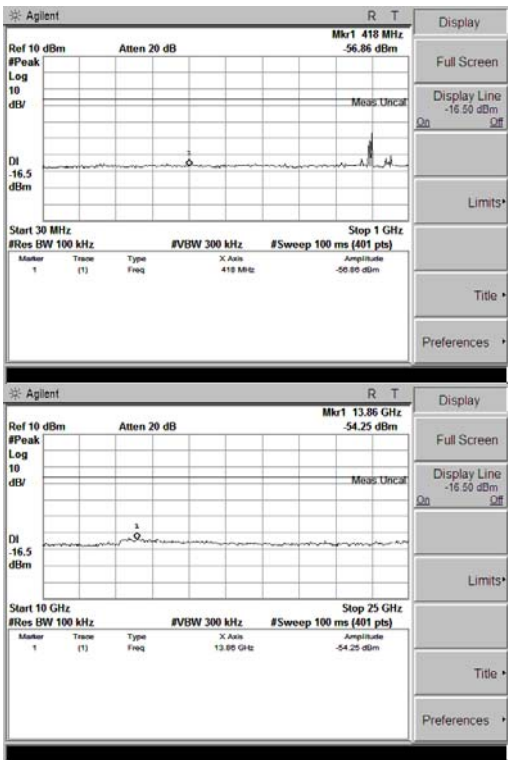 Agilent R T
Mkr1 418 MHz
Ref 10 dBm Atten 20 dB -56.86 dBm
#Peak
Log
10
dB/
Meas Uncal
1
DI
-16.5
dBm
Start 30 MHz Stop 1 GHz
#Res BW 100 kHz #VBW 300 kHz #Sweep 100 ms (401 pts)
Marker Trace Type X Axis Amplitude
1 (1) Freq 418 MHz -56.86 dBm
Display
Full Screen
Display Line
-16.50 dBm
On Off
Limits
Title
Preferences
Agilent R T
Mkr1 13.86 GHz
Ref 10 dBm Atten 20 dB -54.25 dBm
#Peak
Log
10
dB/
Meas Uncal
1
DI
-16.5
dBm
Start 10 GHz Stop 25 GHz
#Res BW 100 kHz #VBW 300 kHz #Sweep 100 ms (401 pts)
Marker Trace Type X Axis Amplitude
1 (1) Freq 13.86 GHz -54.25 dBm
Display
Full Screen
Display Line
-16.50 dBm
On Off
Limits
Title
Preferences